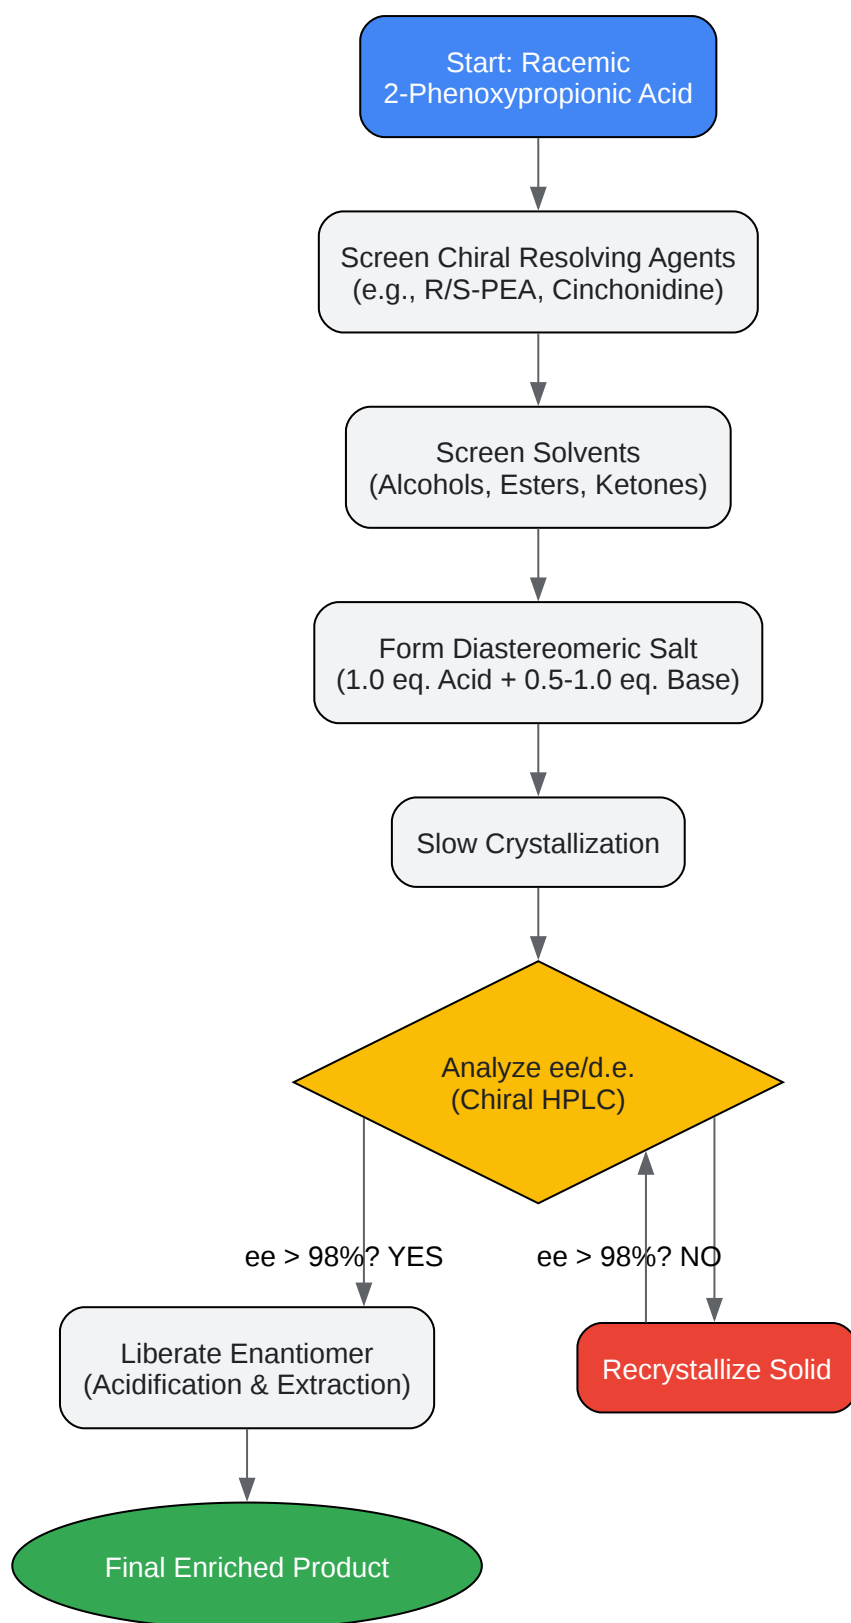 Start: Racemic
2-Phenoxypropionic Acid
Screen Chiral Resolving Agents
(e.g., R/S-PEA, Cinchonidine)
Screen Solvents
(Alcohols, Esters, Ketones)
Form Diastereomeric Salt
(1.0 eq. Acid + 0.5-1.0 eq. Base)
Slow Crystallization
Analyze ee/d.e.
(Chiral HPLC)
ee > 98%? YES
ee > 98%? NO
Liberate Enantiomer
(Acidification & Extraction)
Recrystallize Solid
Final Enriched Product